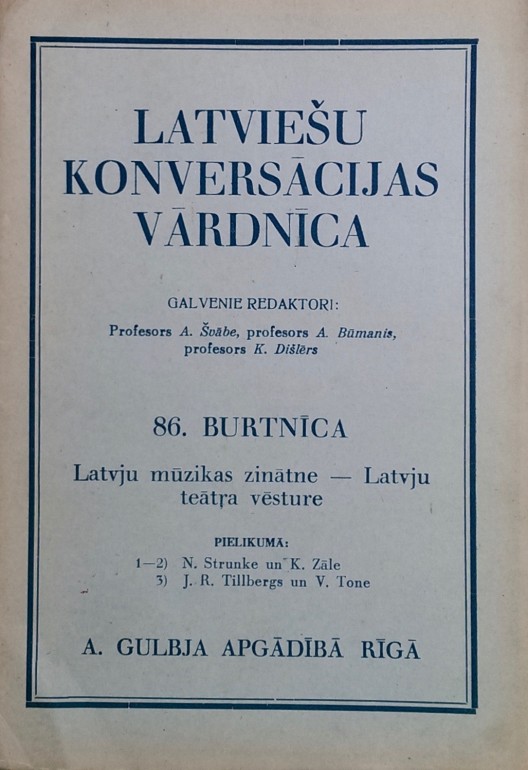 LATVIEŠU
KONVERSĀCIJAS
VĀRDNĪCA
GALVENIE REDAKTORI:
Profesors A. Švābe, profesors A. Būmanis,
profesors K. Dišlērs
86. BURTNĪCA
Latvju mūzikas zinātne — Latvju
teātŗa vēsture
PIELIKUMĀ:
1—2) N. Strunke un K. Zāle
3) J. R. Tillbergs un V. Tone
A. GULBJA APGĀDĪBĀ RĪGĀ